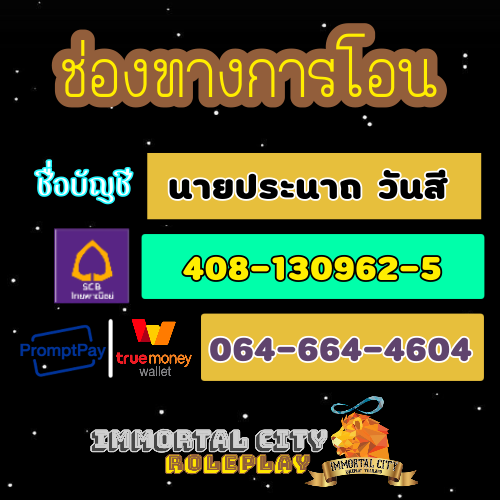 ช่องทางการโอน
ชื่อบัญชี
นายประนาถ วันสี
SCB
ไทยพาณิชย์
408-130962-5
PromptPay
truemoney
wallet
064-664-4604
IMMORTAL CITY
ROLEPLAY
IMMORTAL CITY